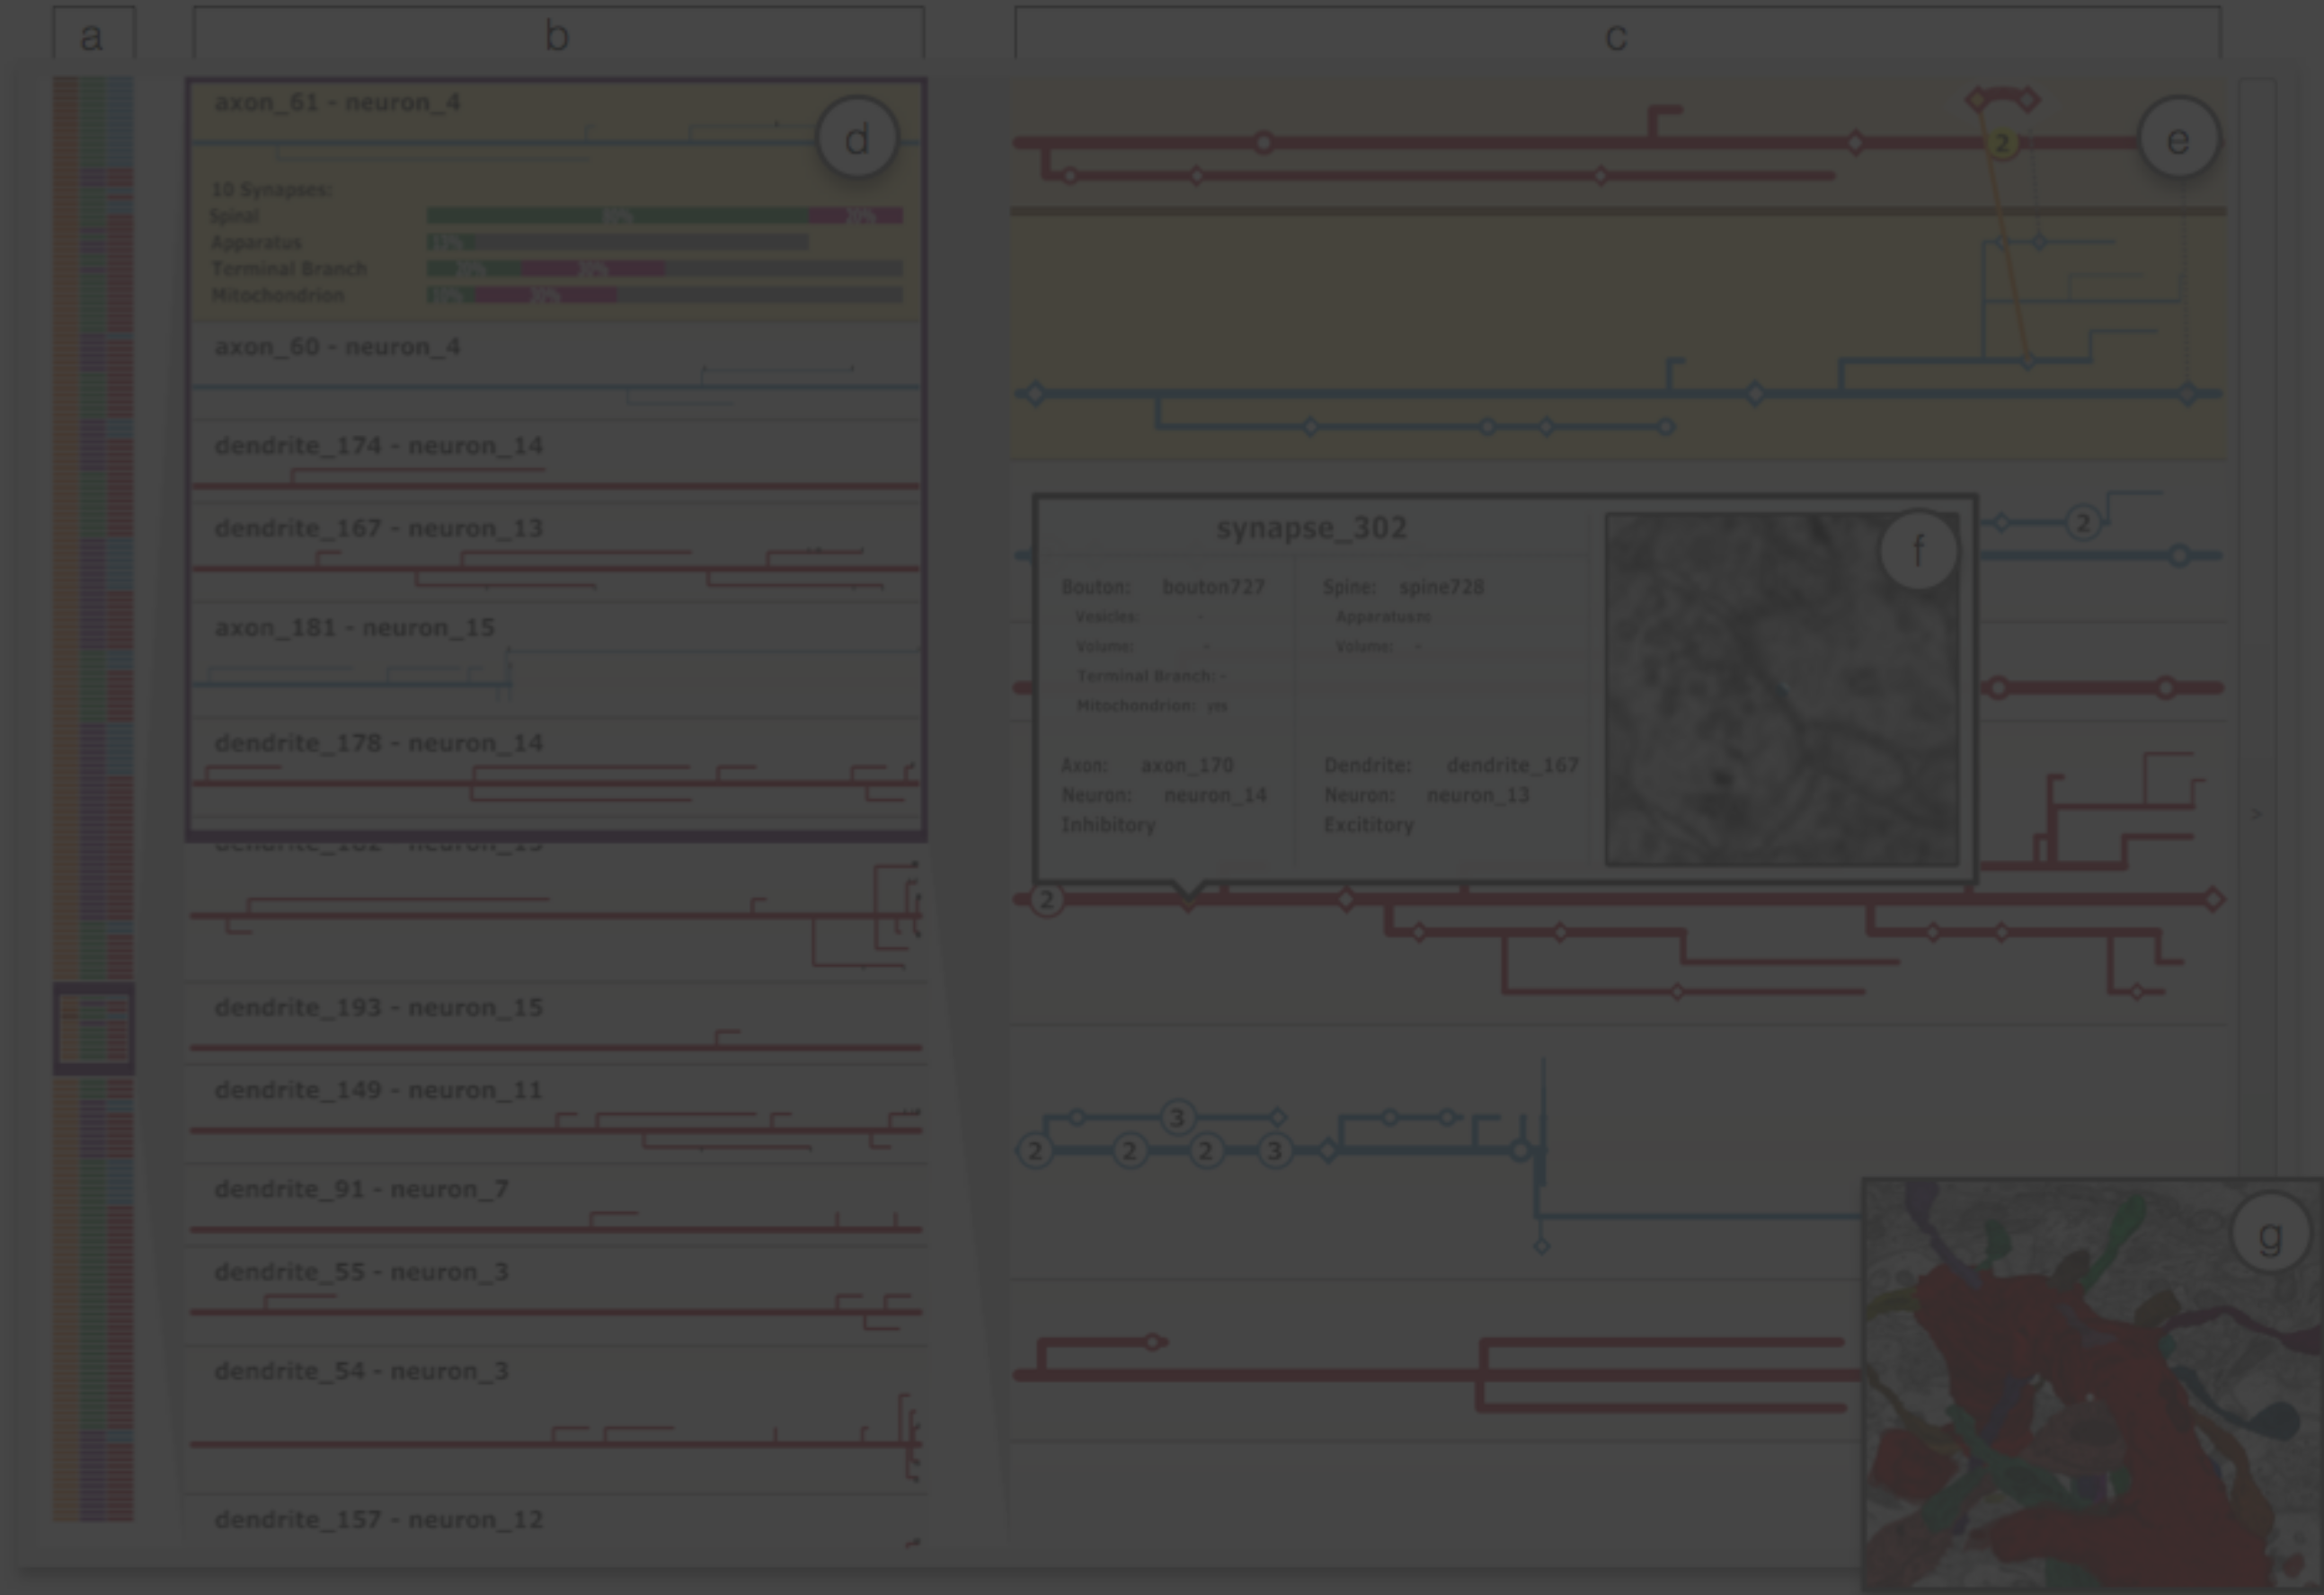 a
b
c
axon_61 - neuron_4
d
10 Synapses:
Spinal
Apparatus
Terminal Branch
Mitochondrion
axon_60 - neuron_4
dendrite_174 - neuron_14
dendrite_167 - neuron_13
axon_181 - neuron_15
dendrite_178 - neuron_14
dendrite_193 - neuron_15
dendrite_149 - neuron_11
dendrite_91 - neuron_7
dendrite_55 - neuron_3
dendrite_54 - neuron_3
dendrite_157 - neuron_12
2
e
2
synapse_302
f
Bouton: bouton727
Vesicles: -
Volume: -
Terminal Branch: -
Mitochondrion: yes
Spine: spine728
Volume: -
Axon: axon_170
Neuron: neuron_14
Inhibitory
Dendrite: dendrite_167
Neuron: neuron_13
Excititory
>
2
3
2 2 2 3
g